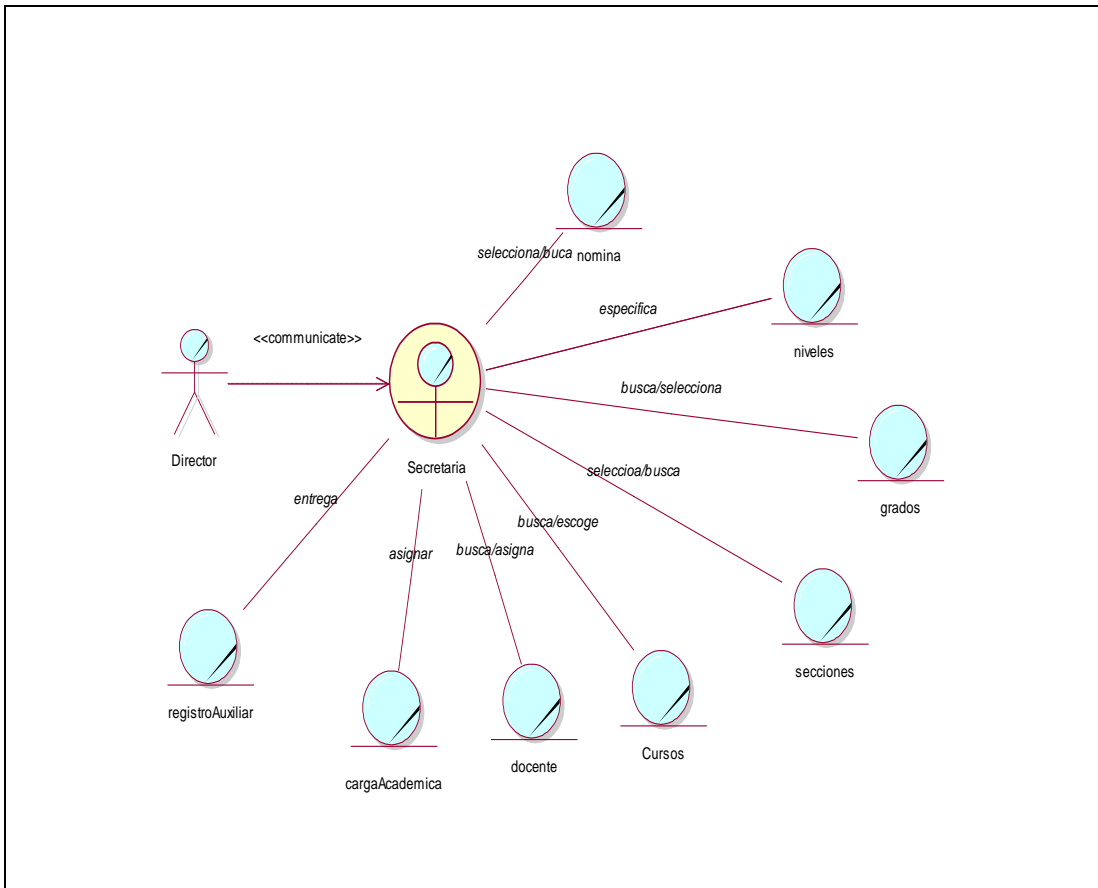 nomina
selecciona/buca
especifica
niveles
<<communicate>>
busca/selecciona
Director
Secretaria
seleccioa/busca
grados
entrega
busca/escoge
asignar
busca/asigna
secciones
registroAuxiliar
cargaAcademica
docente
Cursos